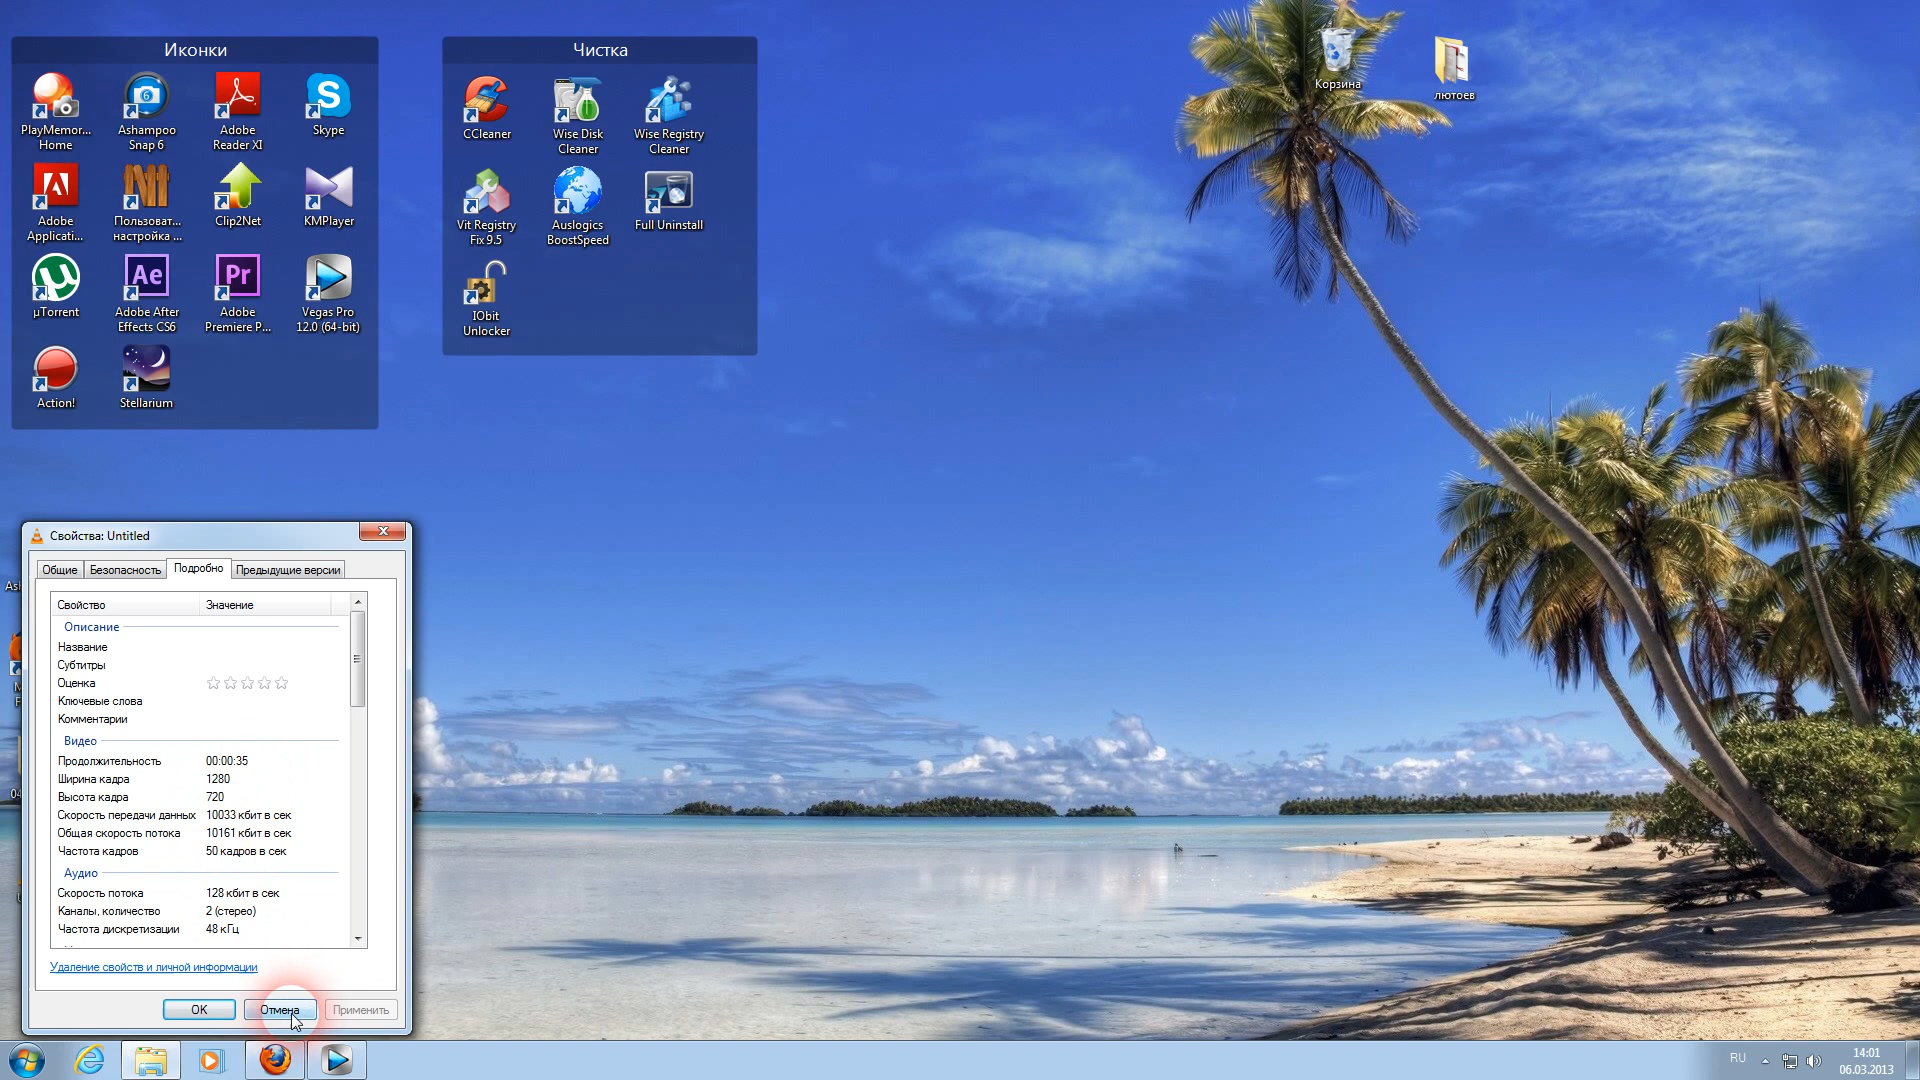 Иконки
PlayMemor...
Home
Ashampoo
Snap 6
Adobe
Reader XI
Skype
Adobe
Applicati...
Пользоват...
настройка ...
Clip2Net
KMPlayer
µTorrent
Adobe After
Effects CS6
Adobe
Premiere P...
Vegas Pro
12.0 (64-bit)
Action!
Stellarium
Чистка
CCleaner
Wise Disk
Cleaner
Wise Registry
Cleaner
Vit Registry
Fix 9.5
Auslogics
BoostSpeed
Full Uninstall
IObit
Unlocker
Корзина
лютоев
Свойства: Untitled
Общие Безопасность Подробно Предыдущие версии
Свойство Значение
Описание
Название
Субтитры
Оценка
Ключевые слова
Комментарии
Видео
Продолжительность 00:00:35
Ширина кадра 1280
Высота кадра 720
Скорость передачи данных 10033 кбит в сек
Общая скорость потока 10161 кбит в сек
Частота кадров 50 кадров в сек
Аудио
Скорость потока 128 кбит в сек
Каналы, количество 2 (стерео)
Частота дискретизации 48 кГц
Удаление свойств и личной информации
OK Отмена Применить
RU
14:01
06.03.2013